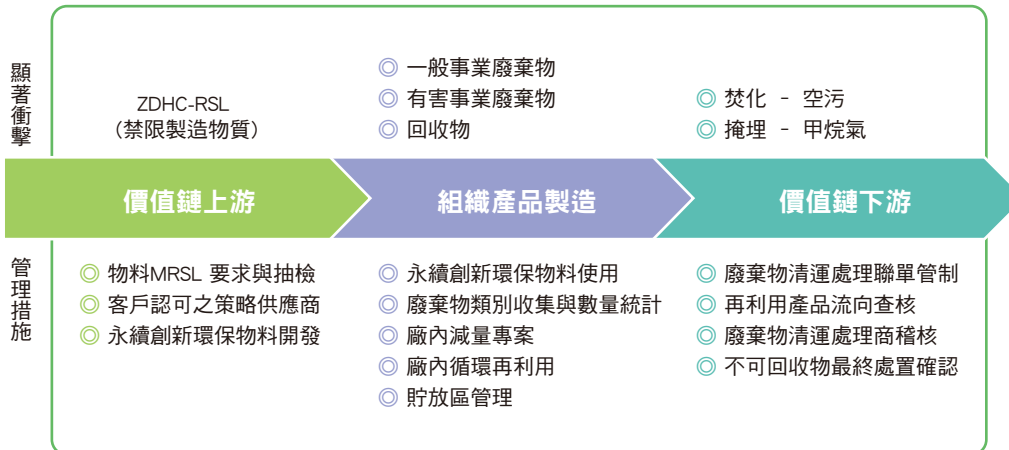 顯著衝擊
ZDHC-RSL
（禁限製造物質）
◎ 一般事業廢棄物
◎ 有害事業廢棄物
◎ 回收物
◎ 焚化 - 空污
◎ 掩埋 - 甲烷氣
價值鏈上游
組織產品製造
價值鏈下游
管理措施
◎ 物料MRSL 要求與抽檢
◎ 客戶認可之策略供應商
◎ 永續創新環保物料開發
◎ 永續創新環保物料使用
◎ 廢棄物類別收集與數量統計
◎ 廠內減量專案
◎ 廠內循環再利用
◎ 貯放區管理
◎ 廢棄物清運處理聯單管制
◎ 再利用產品流向查核
◎ 廢棄物清運處理商稽核
◎ 不可回收物最終處置確認